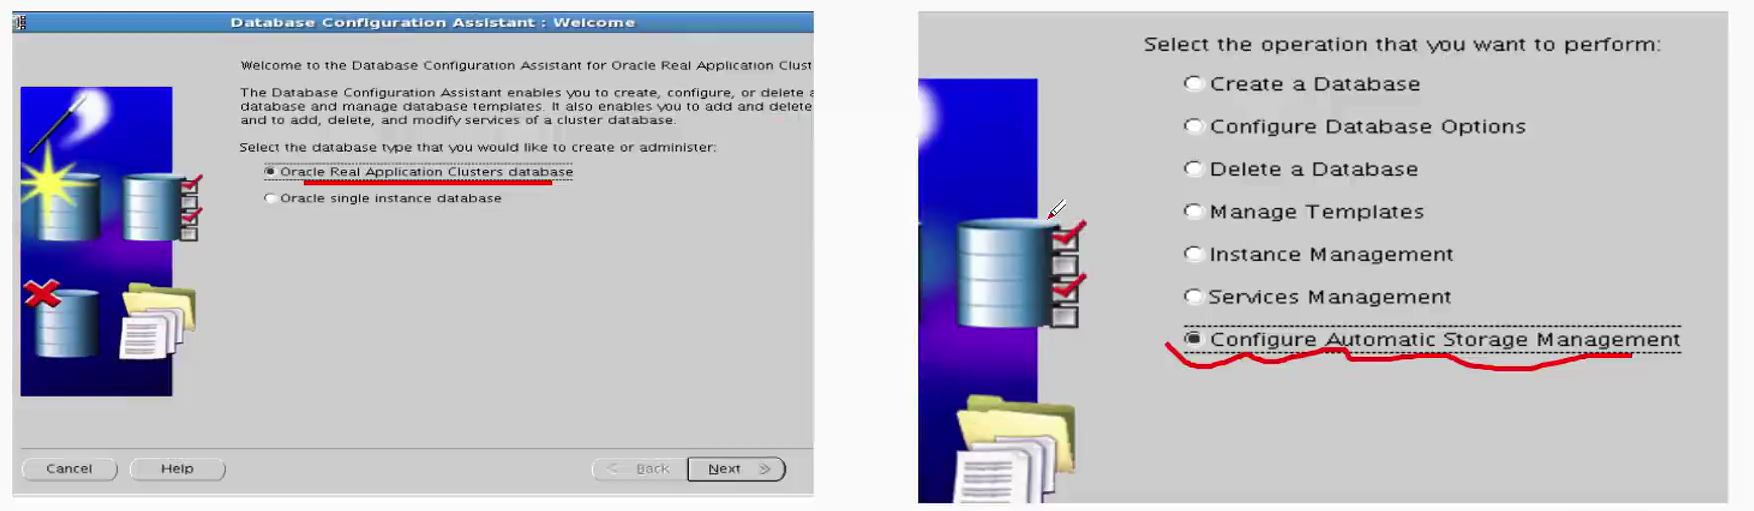 Database Configuration Assistant : Welcome
Welcome to the Database Configuration Assistant for Oracle Real Application
The Database Configuration Assistant enables you to create, configure, or delete a
database and manage database templates. It also enables you to add and delete
and to add, delete, and modify services of a cluster database.
Select the database type that you would like to create or administer:
Oracle Real Application Clusters database
Oracle single instance database
Cancel
Help
Back
Next
Select the operation that you want to perform:
Create a Database
Configure Database Options
Delete a Database
Manage Templates
Instance Management
Services Management
Configure Automatic Storage Management